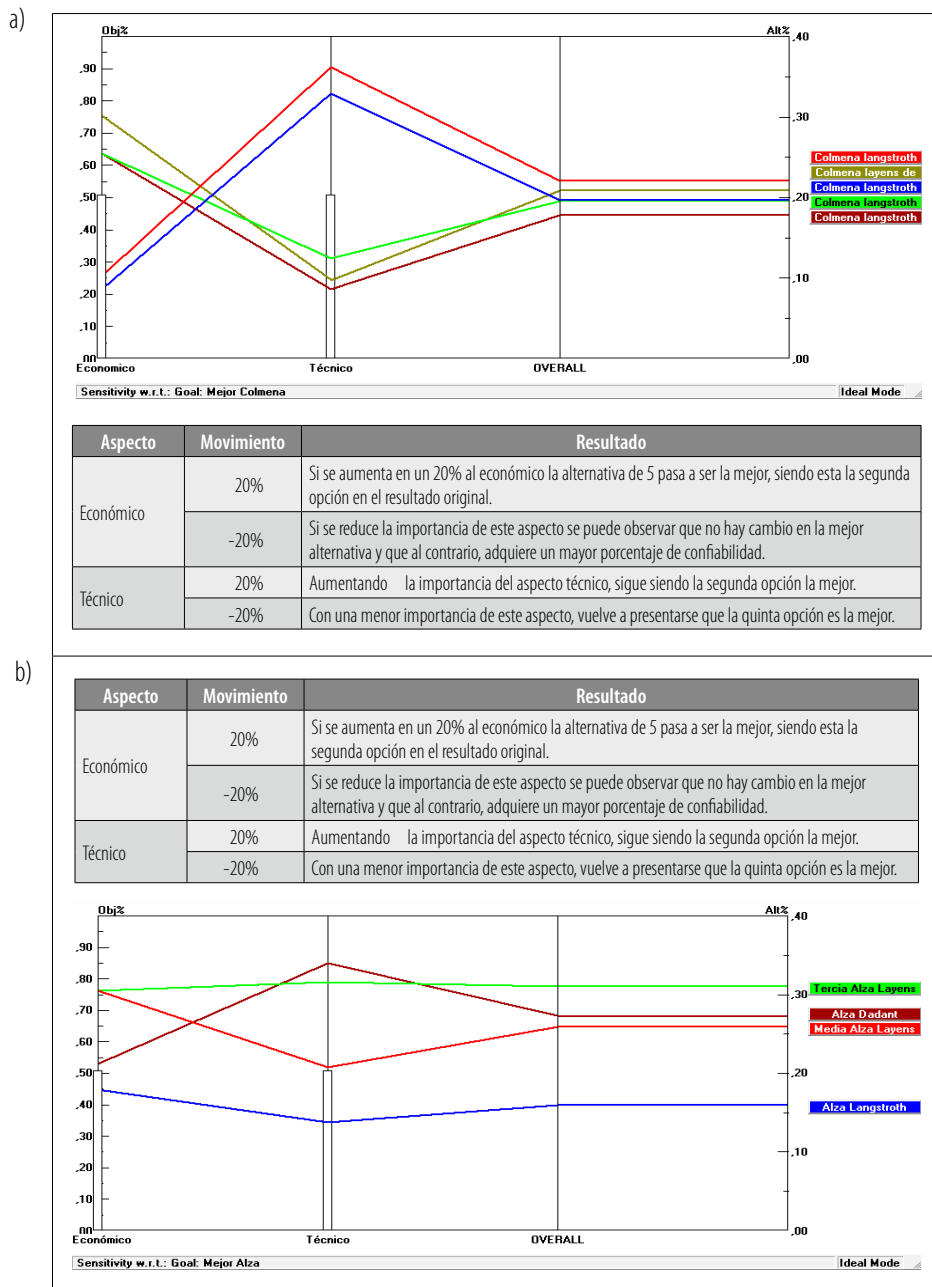 a)
Obj% Alt%
,40
,90
,80
,30
,70
,60
,50
,20
,40
,30
,10
,20
,10
,00 ,00
Economico Técnico OVERALL
Colmena langstroth
Colmena layens de
Colmena langstroth
Colmena langstroth
Colmena langstroth
Sensitivity w.r.t.: Goal: Mejor Colmena Ideal Mode
Aspecto Movimiento Resultado
Económico
20%
Si se aumenta en un 20% al económico la alternativa de 5 pasa a ser la mejor, siendo esta la segunda
opción en el resultado original.
-20%
Si se reduce la importancia de este aspecto se puede observar que no hay cambio en la mejor
alternativa y que al contrario, adquiere un mayor porcentaje de confiabilidad.
Técnico
20% Aumentando la importancia del aspecto técnico, sigue siendo la segunda opción la mejor.
-20% Con una menor importancia de este aspecto, vuelve a presentarse que la quinta opción es la mejor.
b)
Aspecto Movimiento Resultado
Económico
20%
Si se aumenta en un 20% al económico la alternativa de 5 pasa a ser la mejor, siendo esta la
segunda opción en el resultado original.
-20%
Si se reduce la importancia de este aspecto se puede observar que no hay cambio en la mejor
alternativa y que al contrario, adquiere un mayor porcentaje de confiabilidad.
Técnico
20% Aumentando la importancia del aspecto técnico, sigue siendo la segunda opción la mejor.
-20% Con una menor importancia de este aspecto, vuelve a presentarse que la quinta opción es la mejor.
Obj% Alt%
,40
,90
,80
,30
,70
,60
,50
,20
,40
,30
,10
,20
,10
,00 ,00
Económico Técnico OVERALL
Tercia Alza Layens
Alza Dadant
Media Alza Layens
Alza Langstroth
Sensitivity w.r.t.: Goal: Mejor Alza Ideal Mode